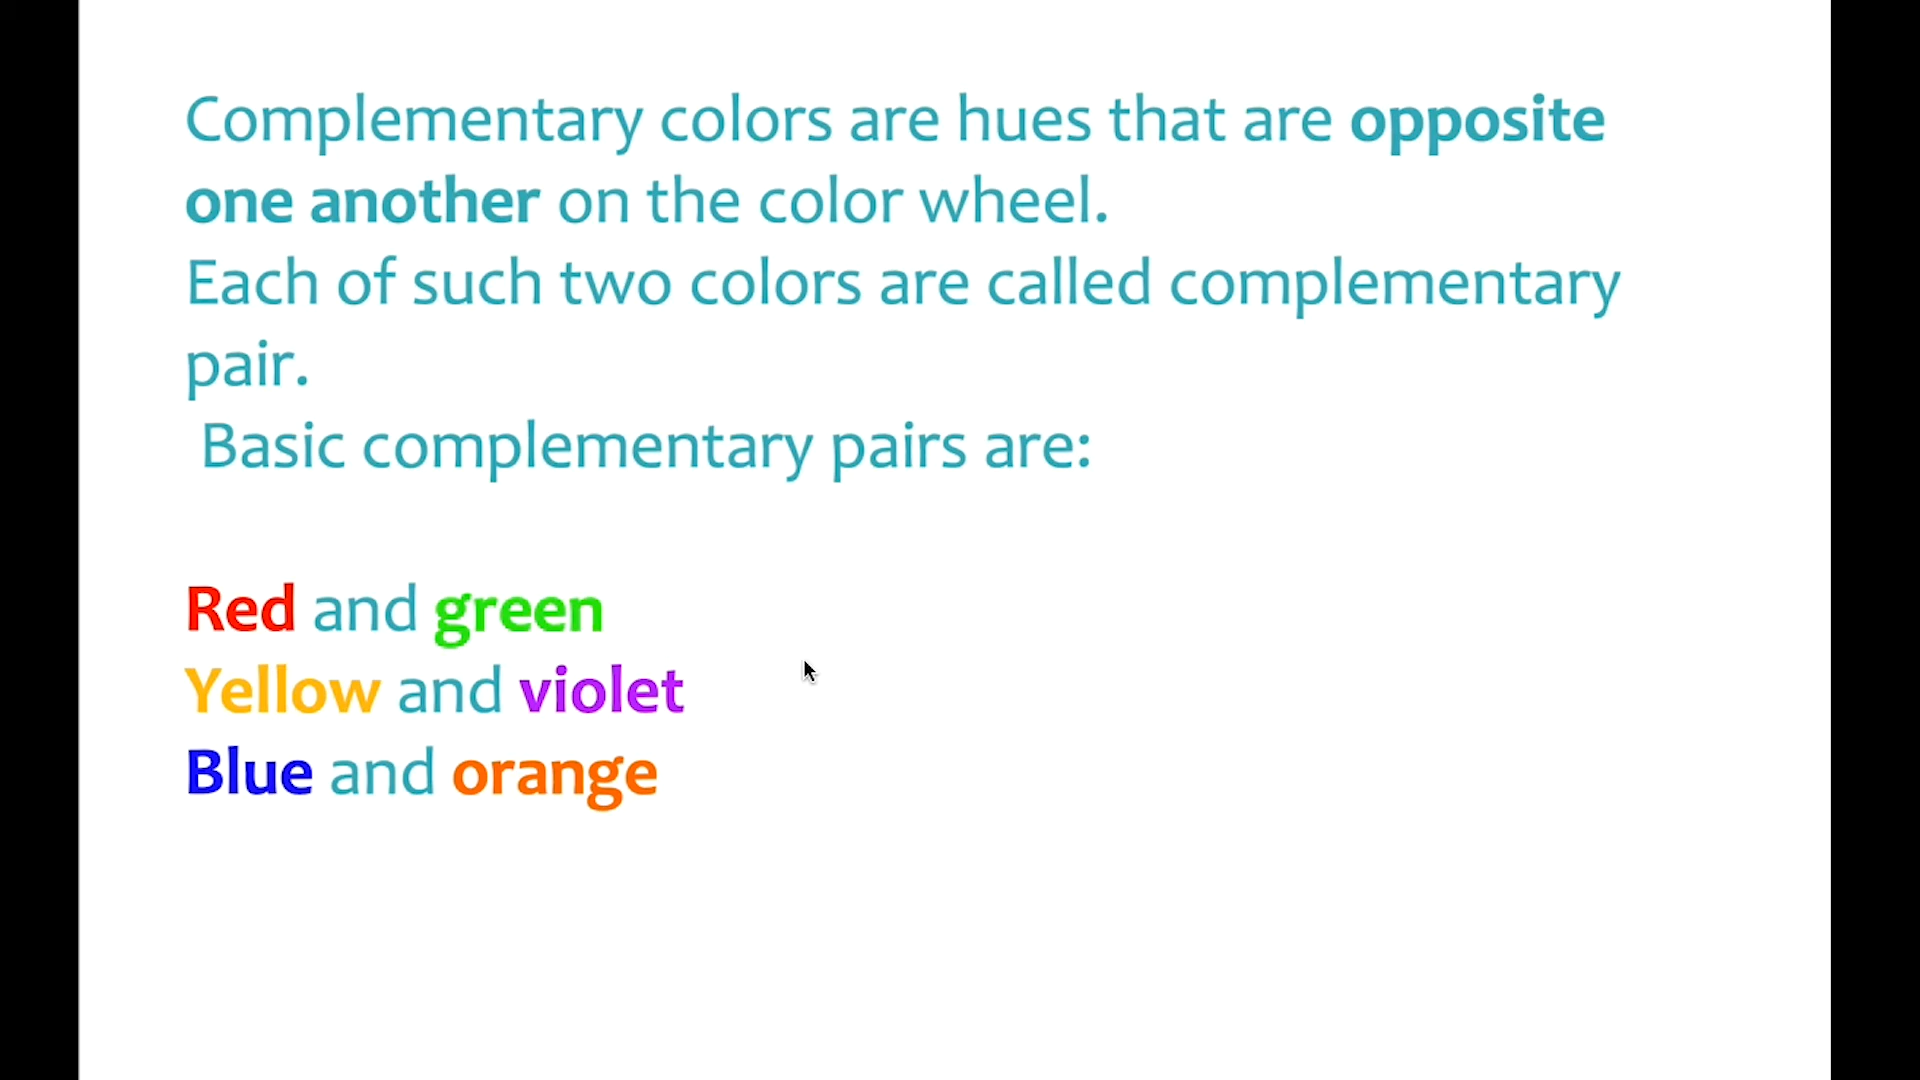 Complementary colors are hues that are opposite
one another on the color wheel.
Each of such two colors are called complementary
pair.
Basic complementary pairs are:
Red and green
Yellow and violet
Blue and orange